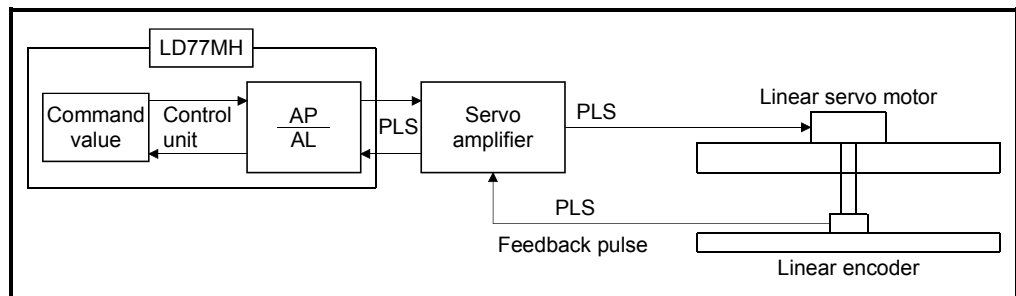 LD77MH
Command
value
Control
unit
AP
AL
PLS
Servo
amplifier
PLS
Linear servo motor
PLS
Feedback pulse
Linear encoder